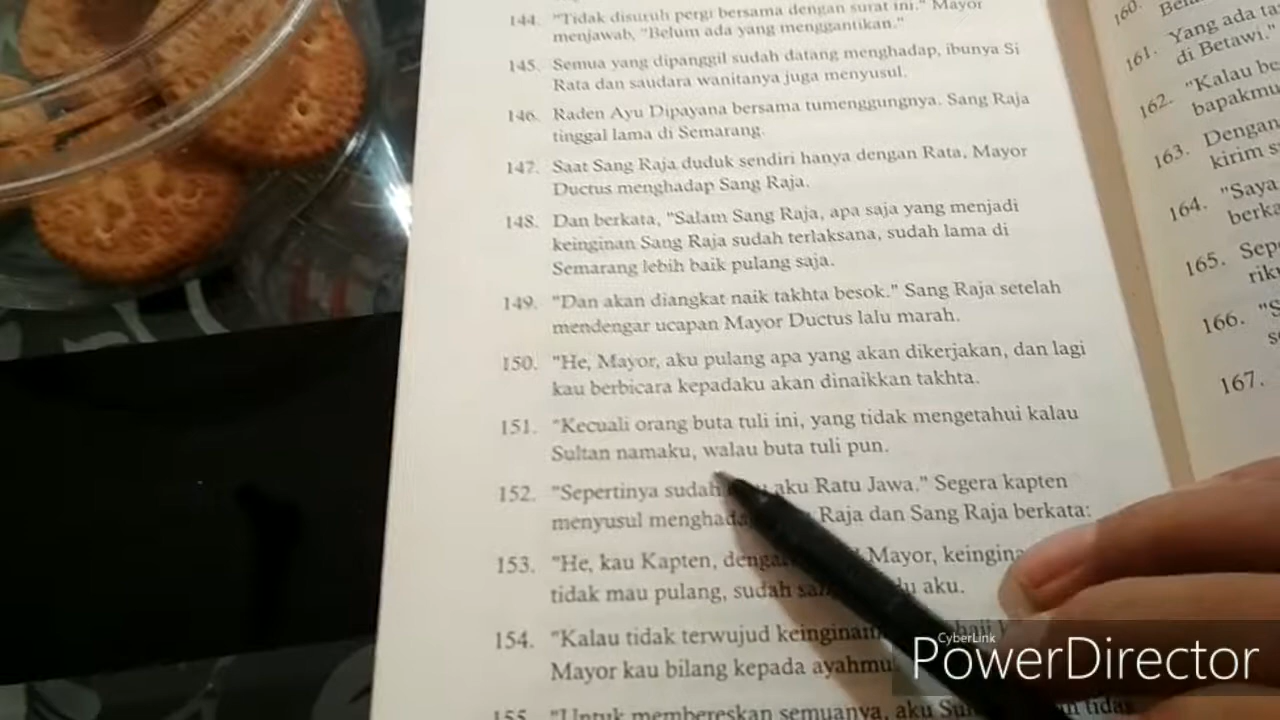 144. "Tidak disuruh pergi bersama dengan surat ini." Mayor
menjawab, "Belum ada yang menggantikan."
145. Semua yang dipanggil sudah datang menghadap, ibunya Si
Rata dan saudara wanitanya juga menyusul.
146. Raden Ayu Dipayana bersama tumenggungnya. Sang Raja
tinggal lama di Semarang.
147. Saat Sang Raja duduk sendiri hanya dengan Rata, Mayor
Ductus menghadap Sang Raja.
148. Dan berkata, "Salam Sang Raja, apa saja yang menjadi
keinginan Sang Raja sudah terlaksana, sudah lama di
Semarang lebih baik pulang saja.
149. "Dan akan diangkat naik takhta besok." Sang Raja setelah
mendengar ucapan Mayor Ductus lalu marah.
150. "He, Mayor, aku pulang apa yang akan dikerjakan, dan lagi
kau berbicara kepadaku akan dinaikkan takhta.
151. "Kecuali orang buta tuli ini, yang tidak mengetahui kalau
Sultan namaku, walau buta tuli pun.
152. "Sepertinya sudah aku Ratu Jawa." Segera kapten
menyusul Raja dan Sang Raja berkata:
153. "He, kau Kapten, Mayor,
tidak mau pulang, sudah aku.
154. "Kalau tidak terwujud
Mayor kau bilang kepada ayahmu
155. "Untuk membereskan semuanya, aku
160.
161. Yang ada
di Betawi."
162. "Kalau
bapakmu
163. Dengan
kirim
164. "Saya
165.
166.
167.
CyberLink
PowerDirector